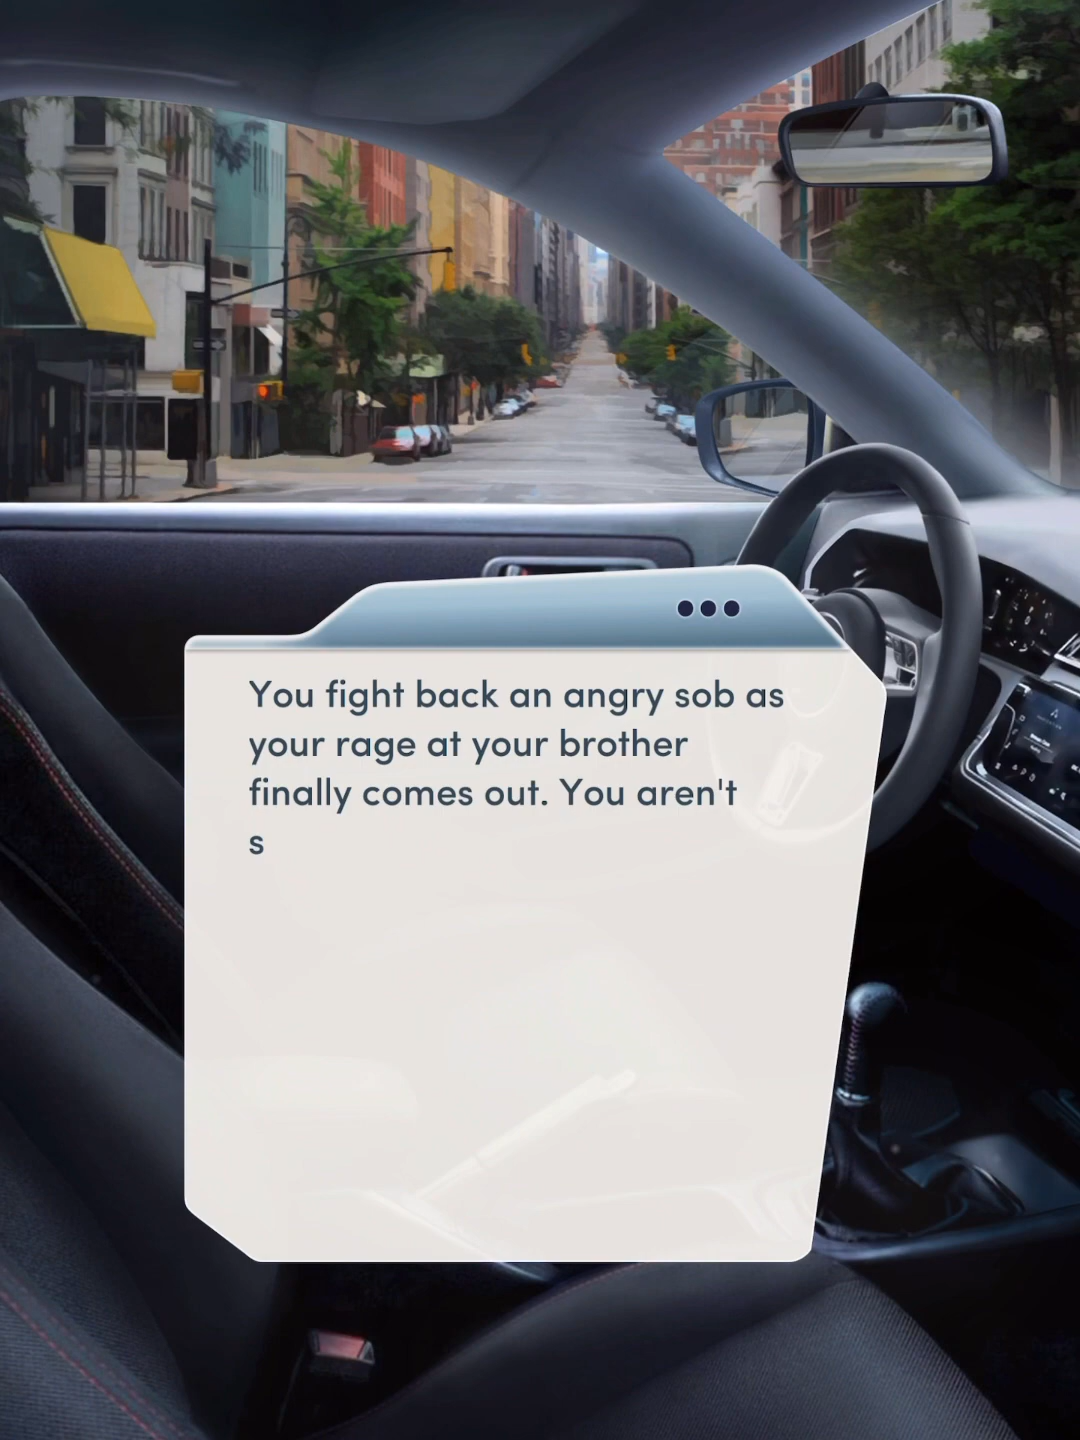 You fight back an angry sob as
your rage at your brother
finally comes out. You aren't
s